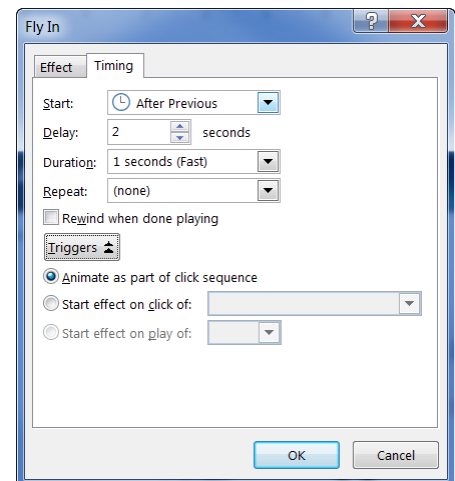 Fly In
Effect Timing
Start: After Previous
Delay: 2 seconds
Duration: 1 seconds (Fast)
Repeat: (none)
Rewind when done playing
Triggers
Animate as part of click sequence
Start effect on click of:
Start effect on play of:
OK Cancel